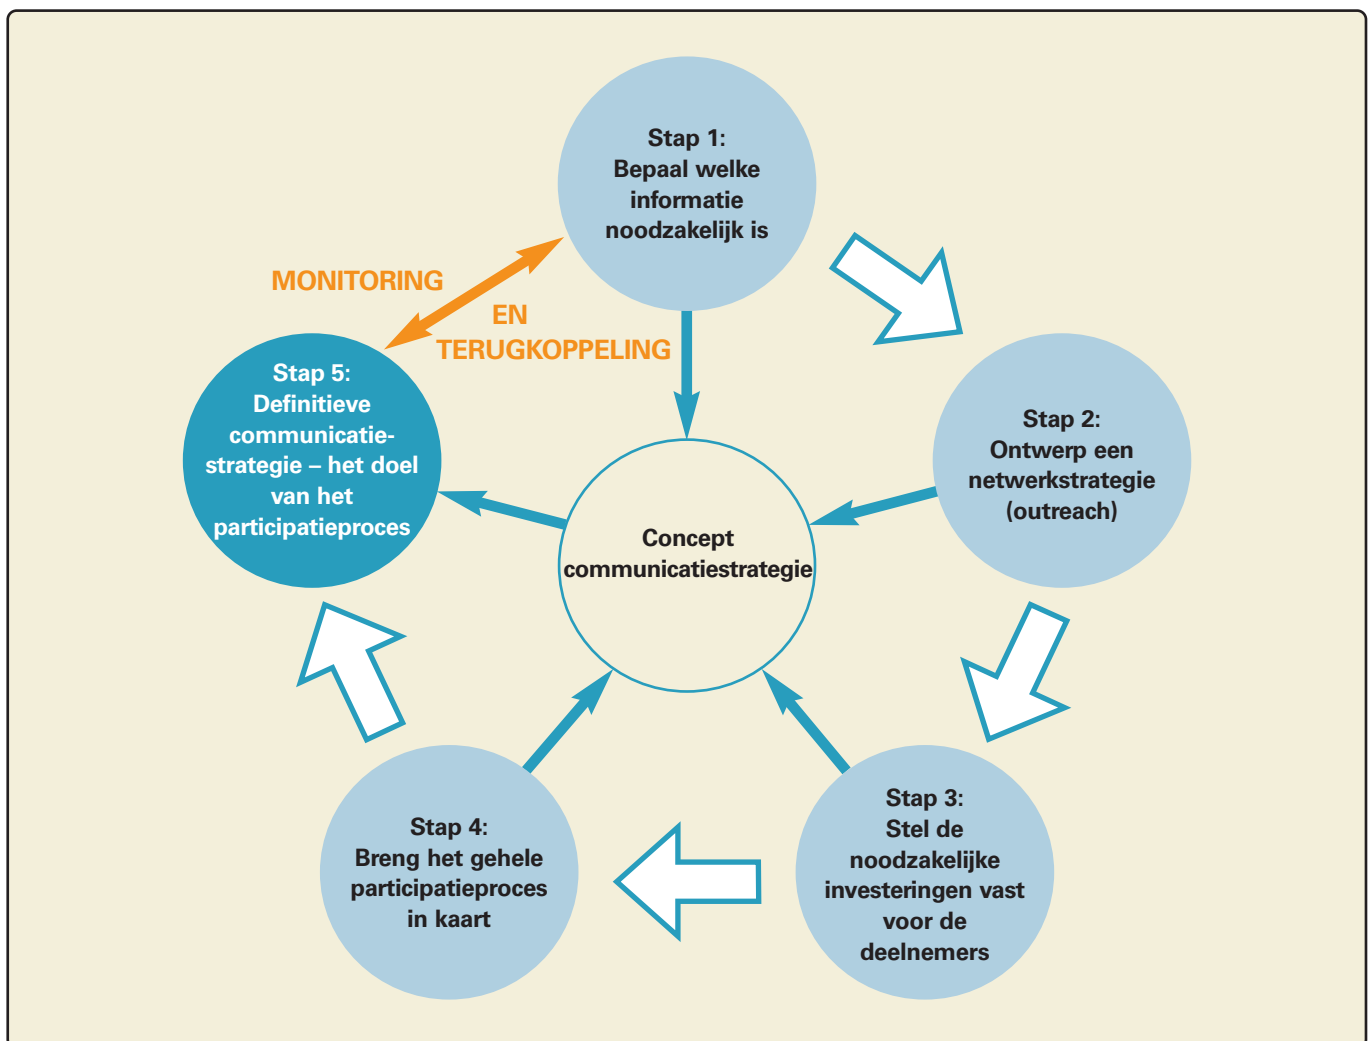 Stap 1:
Bepaal welke
informatie
noodzakelijk is
MONITORING
EN
TERUGKOPPELING
Stap 5:
Definitieve
communicatie-
strategie – het doel
van het
participatieproces
Stap 2:
Ontwerp een
netwerkstrategie
(outreach)
Concept
communicatiestrategie
Stap 4:
Breng het gehele
participatieproces
in kaart
Stap 3:
Stel de
noodzakelijke
investeringen vast
voor de
deelnemers